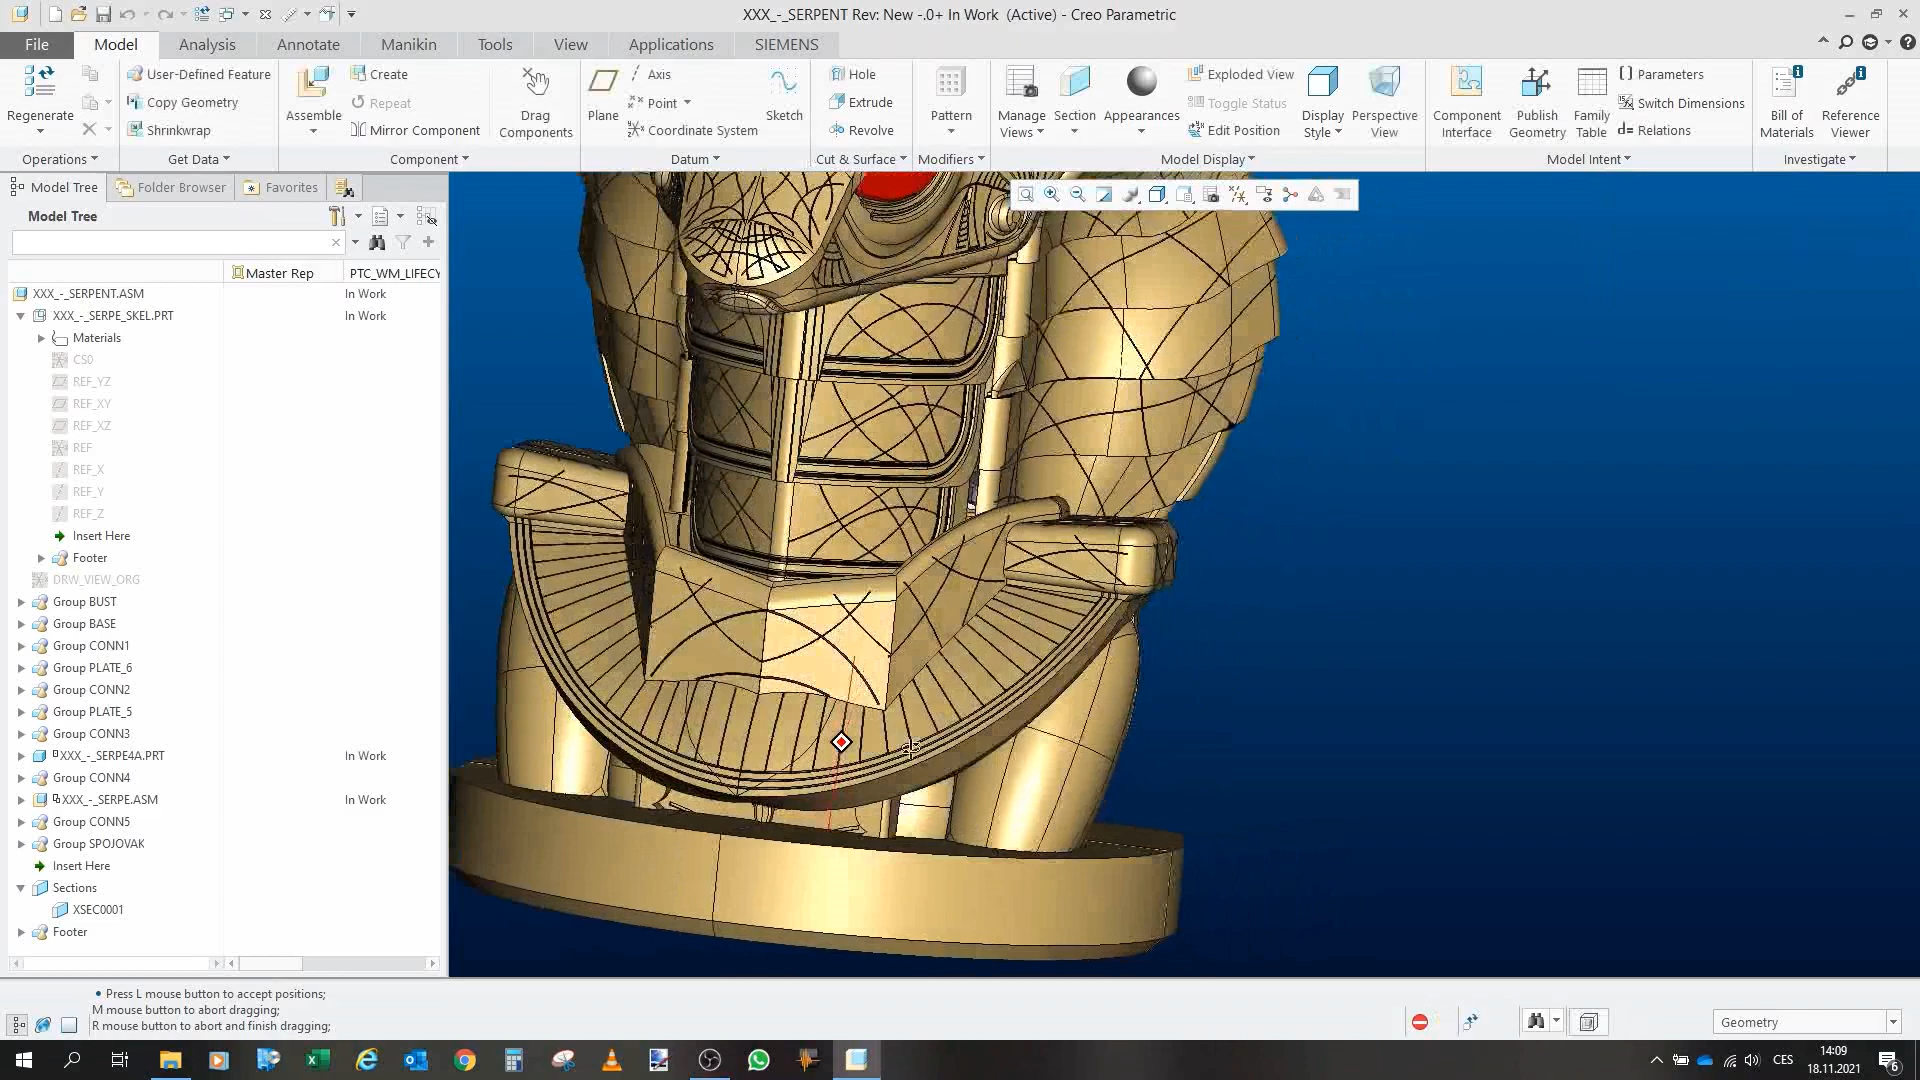 XXX_-_SERPENT Rev: New -.0+ In Work (Active) - Creo Parametric
File
Model
Analysis
Annotate
Manikin
Tools
View
Applications
SIEMENS
Regenerate
User-Defined Feature
Copy Geometry
Shrinkwrap
Assemble
Create
Repeat
Mirror Component
Drag
Components
Plane
Axis
Point
Coordinate System
Sketch
Hole
Extrude
Revolve
Pattern
Manage
Views
Section
Appearances
Exploded View
Toggle Status
Edit Position
Display
Style
Perspective
View
Component
Interface
Publish
Geometry
Family
Table
Parameters
Switch Dimensions
Relations
Bill of
Materials
Reference
Viewer
Operations
Get Data
Component
Datum
Cut & Surface
Modifiers
Model Display
Model Intent
Investigate
Model Tree
Folder Browser
Favorites
Model Tree
Master Rep
PTC_WM_LIFECY
XXX_-_SERPENT.ASM In Work
XXX_-_SERPE_SKEL.PRT In Work
Materials
CS0
REF_YZ
REF_XY
REF_XZ
REF
REF_X
REF_Y
REF_Z
Insert Here
Footer
DRW_VIEW_ORG
Group BUST
Group BASE
Group CONN1
Group PLATE_6
Group CONN2
Group PLATE_5
Group CONN3
XXX_-_SERPE4A.PRT In Work
Group CONN4
XXX_-_SERPE.ASM In Work
Group CONN5
Group SPOJOVAK
Insert Here
Sections
XSEC0001
Footer
• Press L mouse button to accept positions;
M mouse button to abort dragging;
R mouse button to abort and finish dragging;
Geometry
CES
14:09
18.11.2021
6